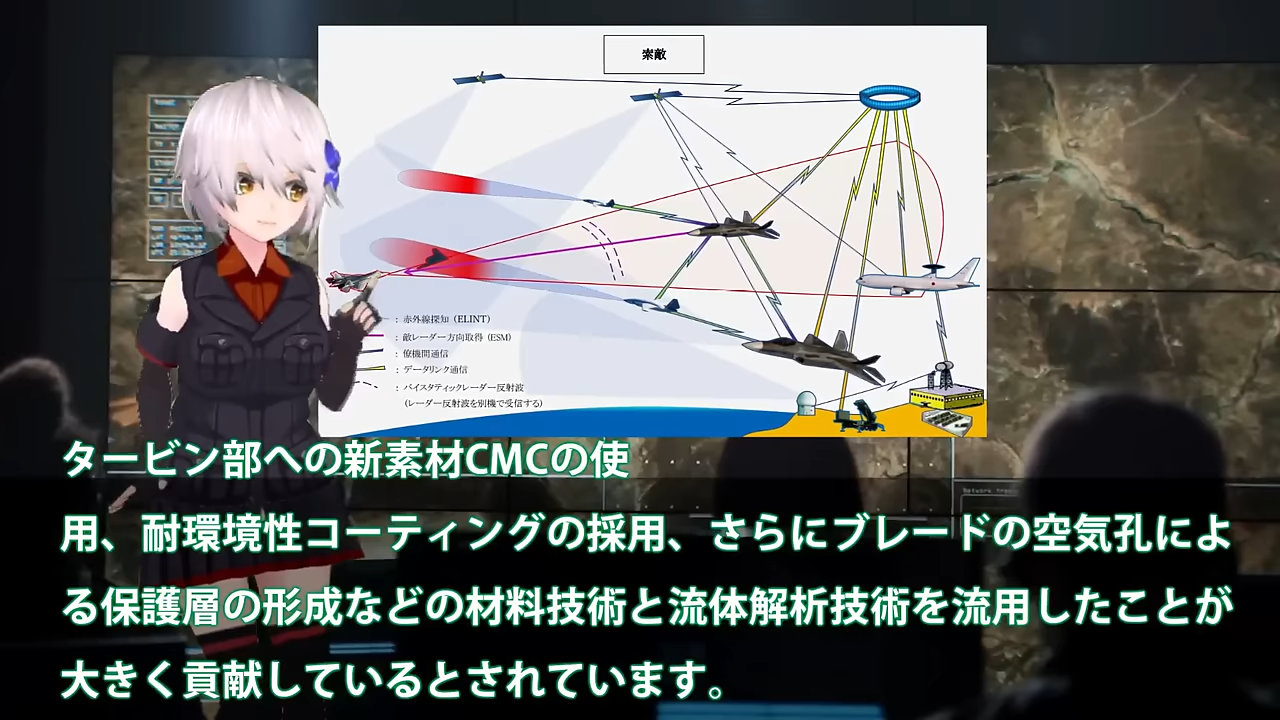 索敵
：赤外線探知（ELINT）
：敵レーダー方向取得（ESM）
：僚機間通信
：データリンク通信
：バイスタティックレーダー反射波
（レーダー反射波を別機で受信する）
タービン部への新素材CMCの使
用、耐環境性コーティングの採用、さらにブレードの空気孔によ
る保護層の形成などの材料技術と流体解析技術を流用したことが
大きく貢献しているとされています。